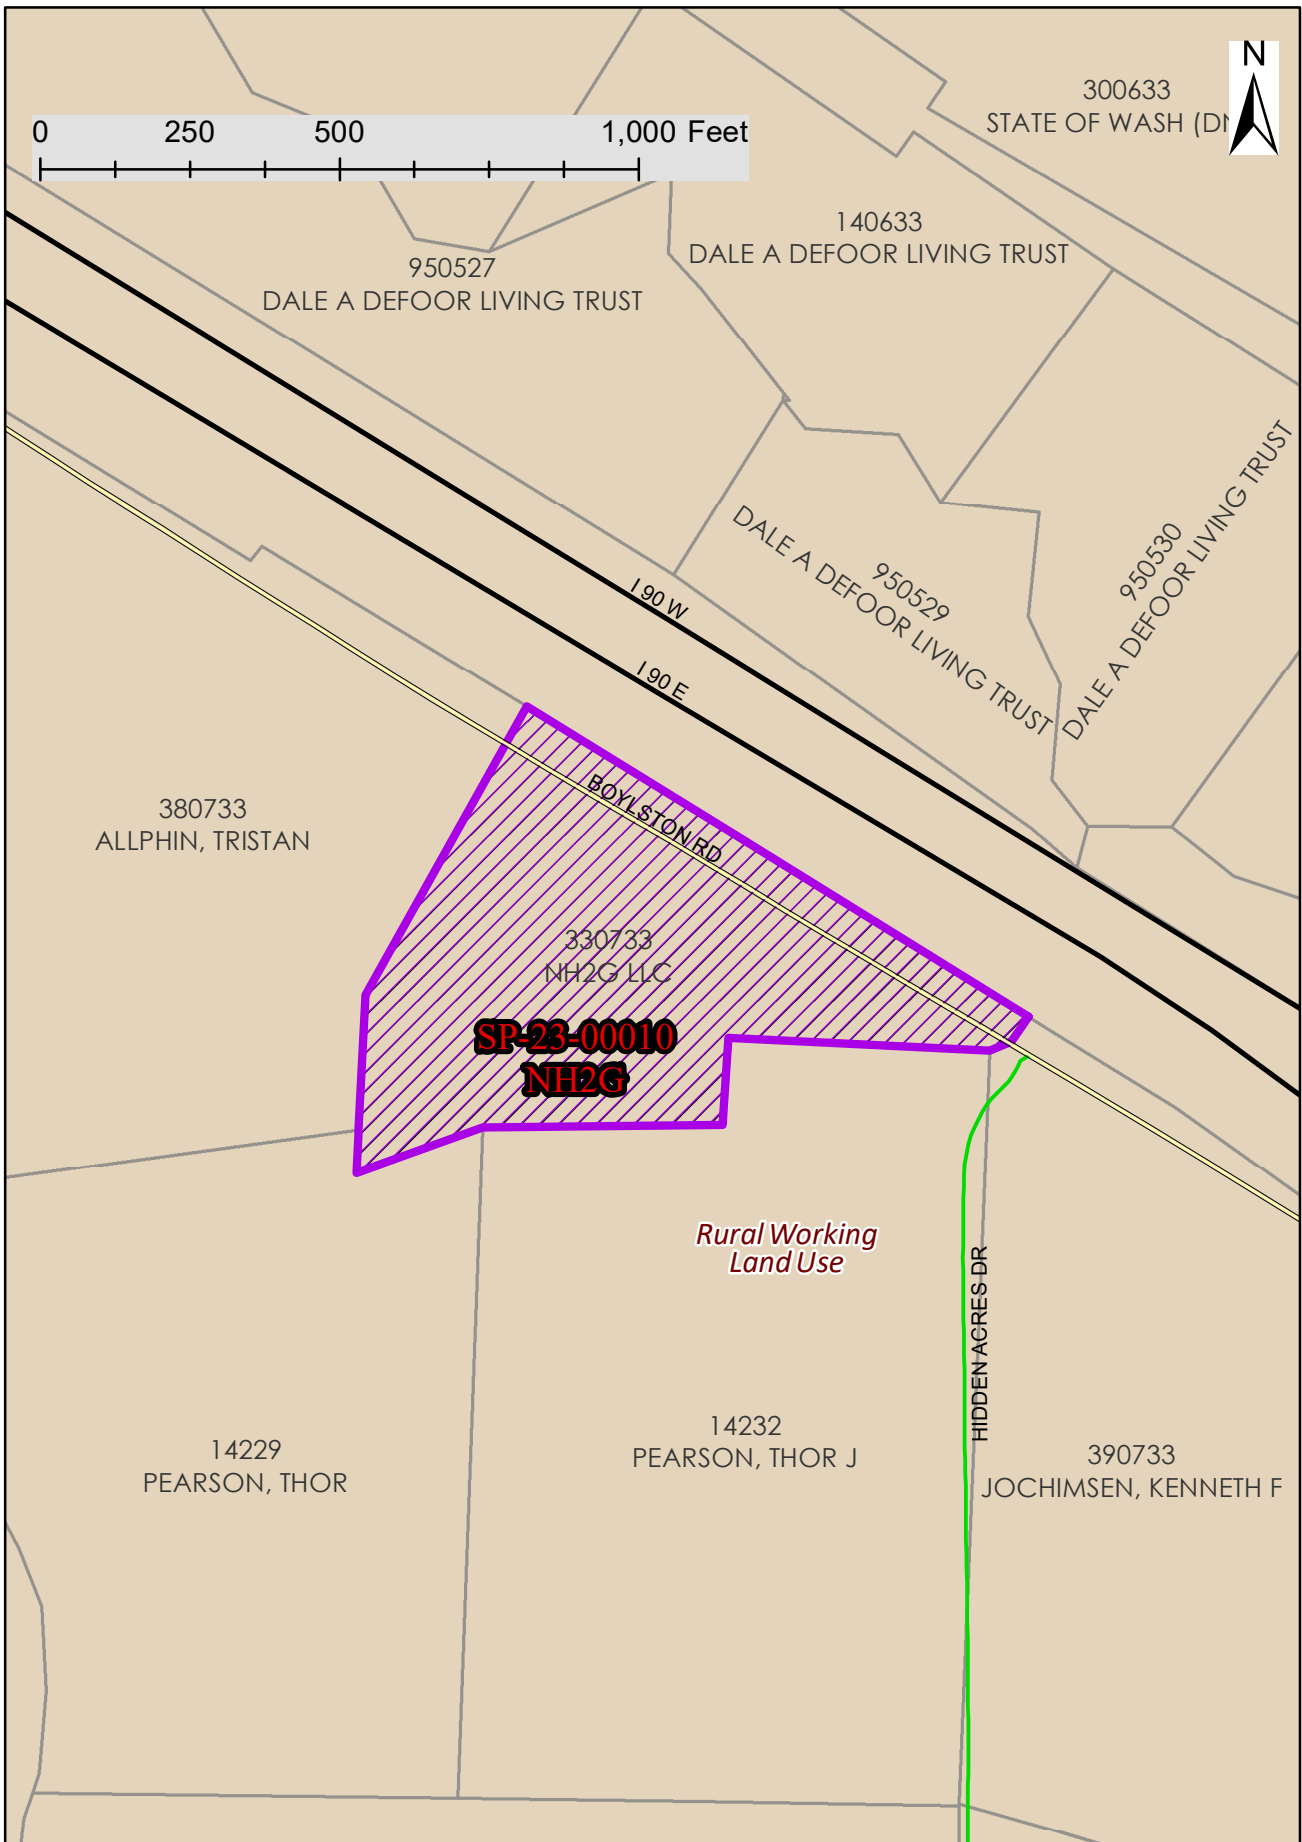 N
300633
STATE OF WASH (DN
0 250 500 1,000 Feet
140633
DALE A DEFOOR LIVING TRUST
950527
DALE A DEFOOR LIVING TRUST
950530
DALE A DEFOOR LIVING TRUST
950529
DALE A DEFOOR LIVING TRUST
I 90 W
I 90 E
BOYLSTON RD
380733
ALLPHIN, TRISTAN
330733
NH2G LLC
SP-23-00010
NH2G
Rural Working
Land Use
HIDDEN ACRES DR
14232
PEARSON, THOR J
14229
PEARSON, THOR
390733
JOCHIMSEN, KENNETH F